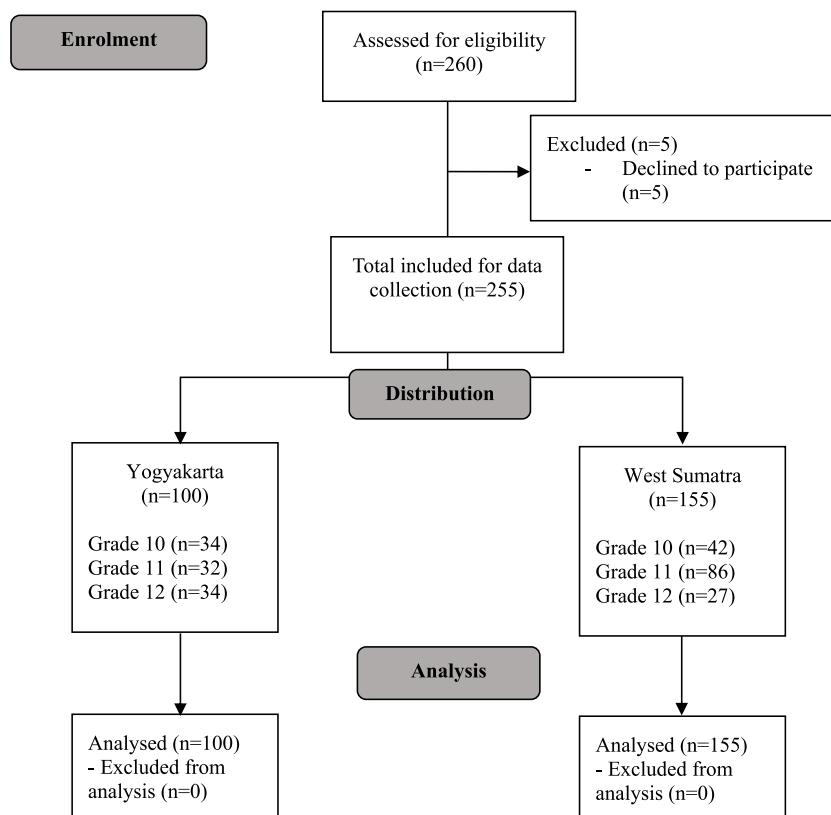 Enrolment
Assessed for eligibility
(n=260)
Excluded (n=5)
- Declined to participate
(n=5)
Total included for data
collection (n=255)
Distribution
Yogyakarta
(n=100)
Grade 10 (n=34)
Grade 11 (n=32)
Grade 12 (n=34)
West Sumatra
(n=155)
Grade 10 (n=42)
Grade 11 (n=86)
Grade 12 (n=27)
Analysis
Analysed (n=100)
- Excluded from
analysis (n=0)
Analysed (n=155)
- Excluded from
analysis (n=0)